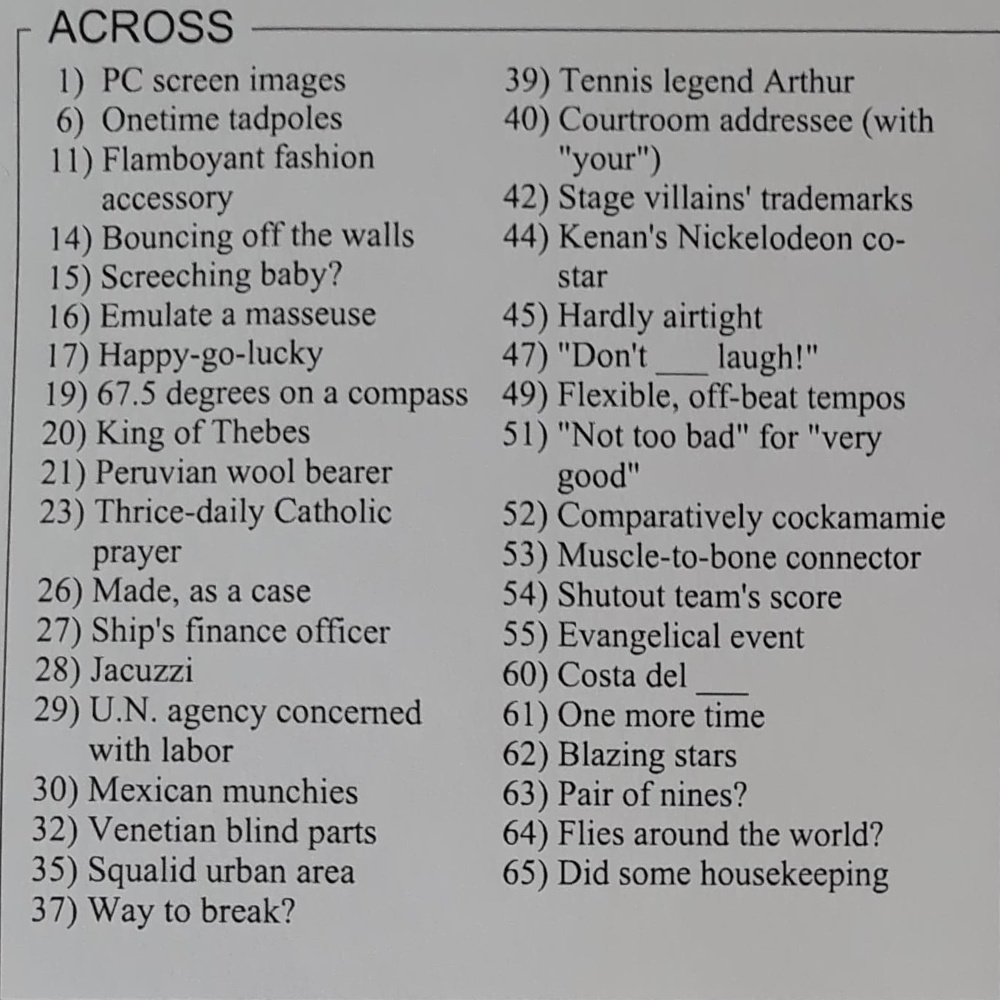 ACROSS
1) PC screen images
6) Onetime tadpoles
11) Flamboyant fashion
accessory
14) Bouncing off the walls
15) Screeching baby?
16) Emulate a masseuse
17) Happy-go-lucky
19) 67.5 degrees on a compass
20) King of Thebes
21) Peruvian wool bearer
23) Thrice-daily Catholic
prayer
26) Made, as a case
27) Ship's finance officer
28) Jacuzzi
29) U.N. agency concerned
with labor
30) Mexican munchies
32) Venetian blind parts
35) Squalid urban area
37) Way to break?
39) Tennis legend Arthur
40) Courtroom addressee (with
"your")
42) Stage villains' trademarks
44) Kenan's Nickelodeon co-
star
45) Hardly airtight
47) "Don't ___ laugh!"
49) Flexible, off-beat tempos
51) "Not too bad" for "very
good"
52) Comparatively cockamamie
53) Muscle-to-bone connector
54) Shutout team's score
55) Evangelical event
60) Costa del ___
61) One more time
62) Blazing stars
63) Pair of nines?
64) Flies around the world?
65) Did some housekeeping